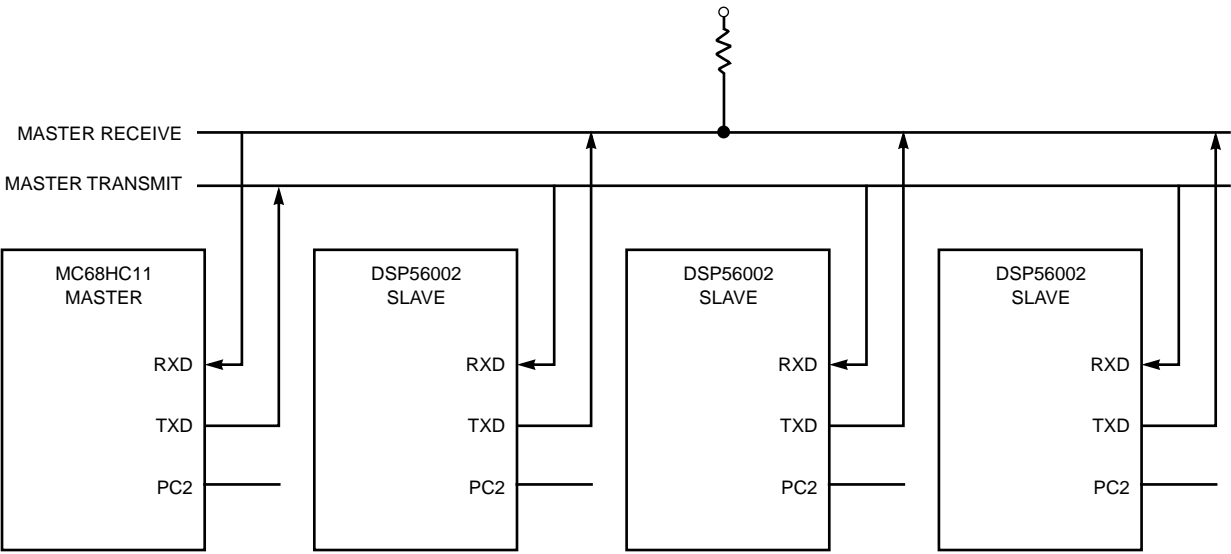 MASTER RECEIVE
MASTER TRANSMIT
MC68HC11
MASTER
RXD
TXD
PC2
DSP56002
SLAVE
RXD
TXD
PC2
DSP56002
SLAVE
RXD
TXD
PC2
DSP56002
SLAVE
RXD
TXD
PC2